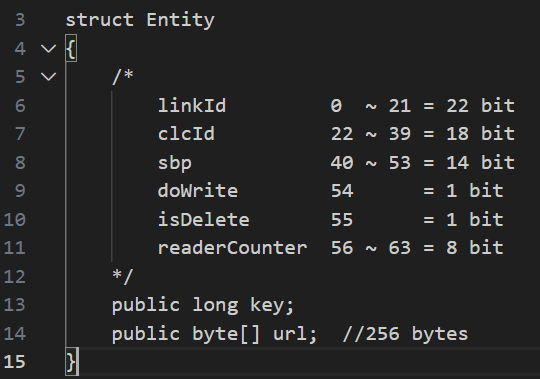 3 struct Entity
4 {
5     /*
6         linkId         0  ~ 21 = 22 bit
7         clcId          22 ~ 39 = 18 bit
8         sbp            40 ~ 53 = 14 bit
9         doWrite        54      = 1 bit
10         isDelete       55      = 1 bit
11         readerCounter  56 ~ 63 = 8 bit
12     */
13     public long key;
14     public byte[] url;  //256 bytes
15 }